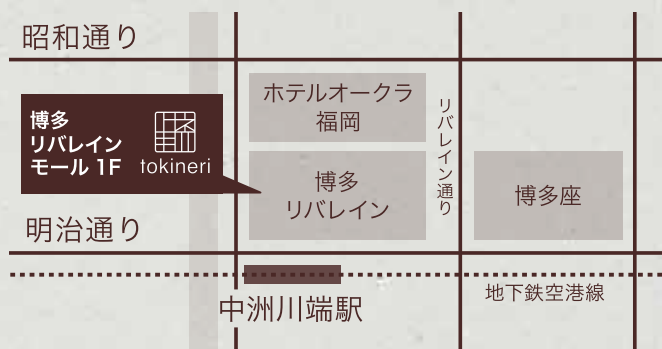 昭和通り
ホテルオークラ
福岡
博多
リバレイン
モール 1F
tokineri
リバレイン通り
博多
リバレイン
博多座
明治通り
中洲川端駅
地下鉄空港線